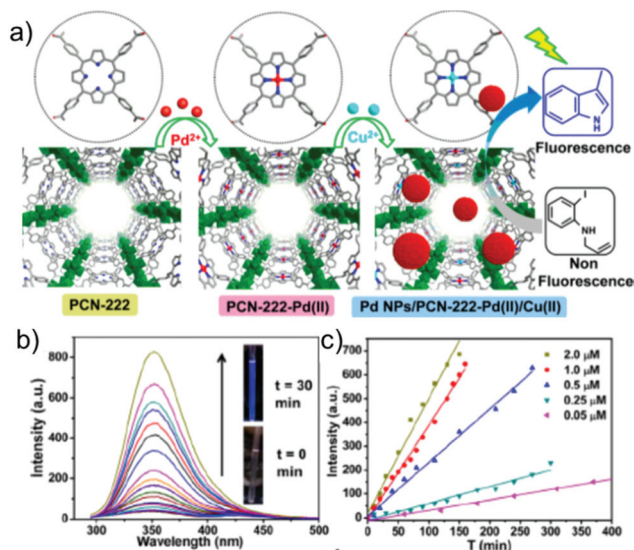 a)
Pd2+
Cu2+
N
H
Fluorescence
I
NH
Non
Fluorescence
PCN-222
PCN-222-Pd(II)
Pd NPs/PCN-222-Pd(II)/Cu(II)
b)
800
600
400
200
0
Intensity (a.u.)
t = 30
min
t = 0
min
300 350 400 450 500
Wavelength (nm)
c)
700
600
500
400
300
200
100
0
Intensity (a.u.)
2.0 µM
1.0 µM
0.5 µM
0.25 µM
0.05 µM
0 50 100 150 200 250 300 350 400
T (min)